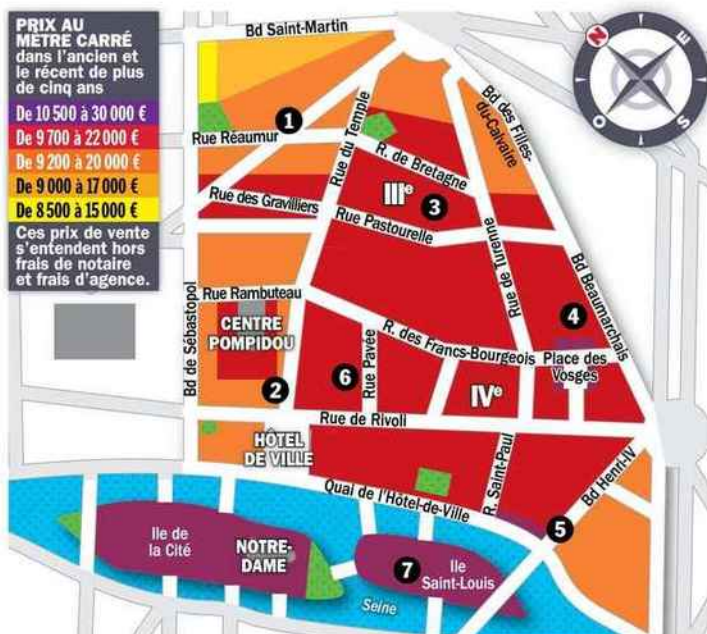 PRIX AU
MÈTRE CARRÉ
dans l'ancien et
le récent de plus
de cinq ans
De 10 500 à 30 000 €
De 9 700 à 22 000 €
De 9 200 à 20 000 €
De 9 000 à 17 000 €
De 8 500 à 15 000 €
Ces prix de vente
s'entendent hors
frais de notaire
et frais d'agence.
Bd Saint-Martin
N
E
S
O
Bd des Filles-
du-Calvaire
1
Rue Réaumur
Rue du Temple
R. de Bretagne
IIIe
3
Rue des Gravilliers
Rue Pastourelle
Rue de Turenne
Bd Beaumarchais
Rue Rambuteau
CENTRE
POMPIDOU
Bd de Sébastopol
4
R. des Francs-Bourgeois
Place des
Vosges
6
Rue Pavée
2
IVe
Rue de Rivoli
HÔTEL
DE VILLE
R. Saint-Paul
Bd Henri-IV
Quai de l'Hôtel-de-Ville
5
Ile de
la Cité
NOTRE-
DAME
7
Ile
Saint-Louis
Seine